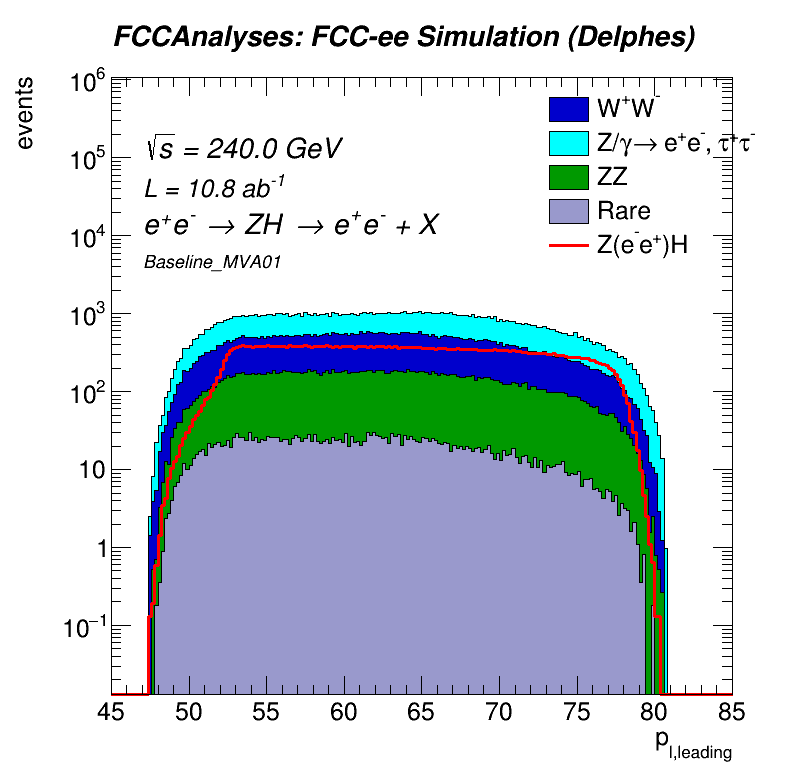 FCCAnalyses: FCC-ee Simulation (Delphes)
events
10⁶
10⁵
10⁴
10³
10²
10
1
10⁻¹
√s = 240.0 GeV
L = 10.8 ab⁻¹
e⁺e⁻ → ZH → e⁺e⁻ + X
Baseline_MVA01
W⁺W⁻
Z/γ→ e⁺e⁻, τ⁺τ⁻
ZZ
Rare
Z(e⁻e⁺)H
45 50 55 60 65 70 75 80 85
p_l,leading